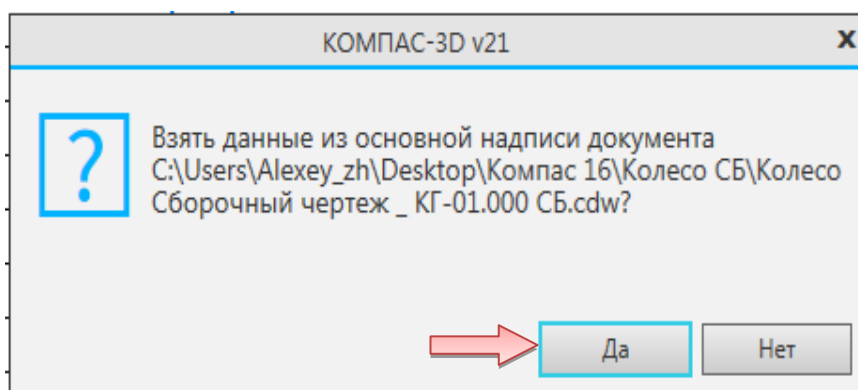 КОМПАС-3D v21
x
?
Взять данные из основной надписи документа
C:\Users\Alexey_zh\Desktop\Компас 16\Колесо СБ\Колесо
Сборочный чертеж _ КГ-01.000 СБ.cdw?
Да
Нет